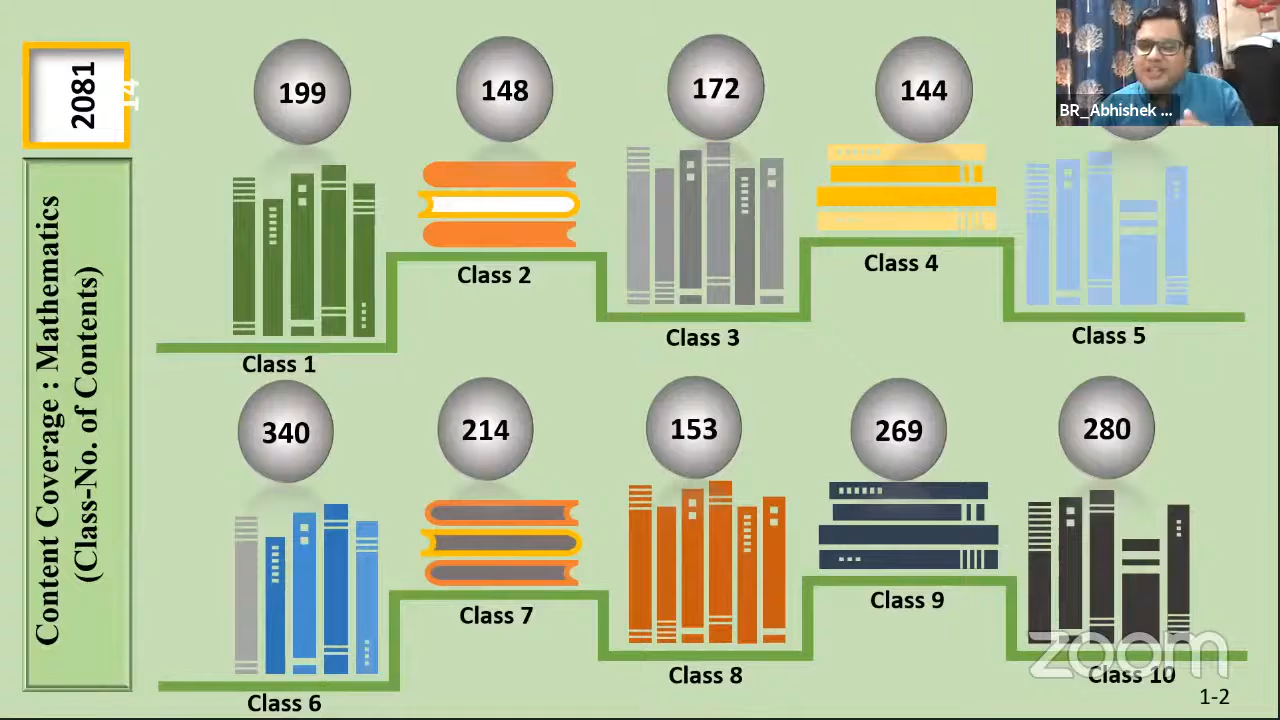 2081
14
Content Coverage : Mathematics
(Class-No. of Contents)
199
148
172
144
BR_Abhishek ...
Class 1
Class 2
Class 3
Class 4
Class 5
340
214
153
269
280
Class 6
Class 7
Class 8
Class 9
Class 10
zoom
1-2